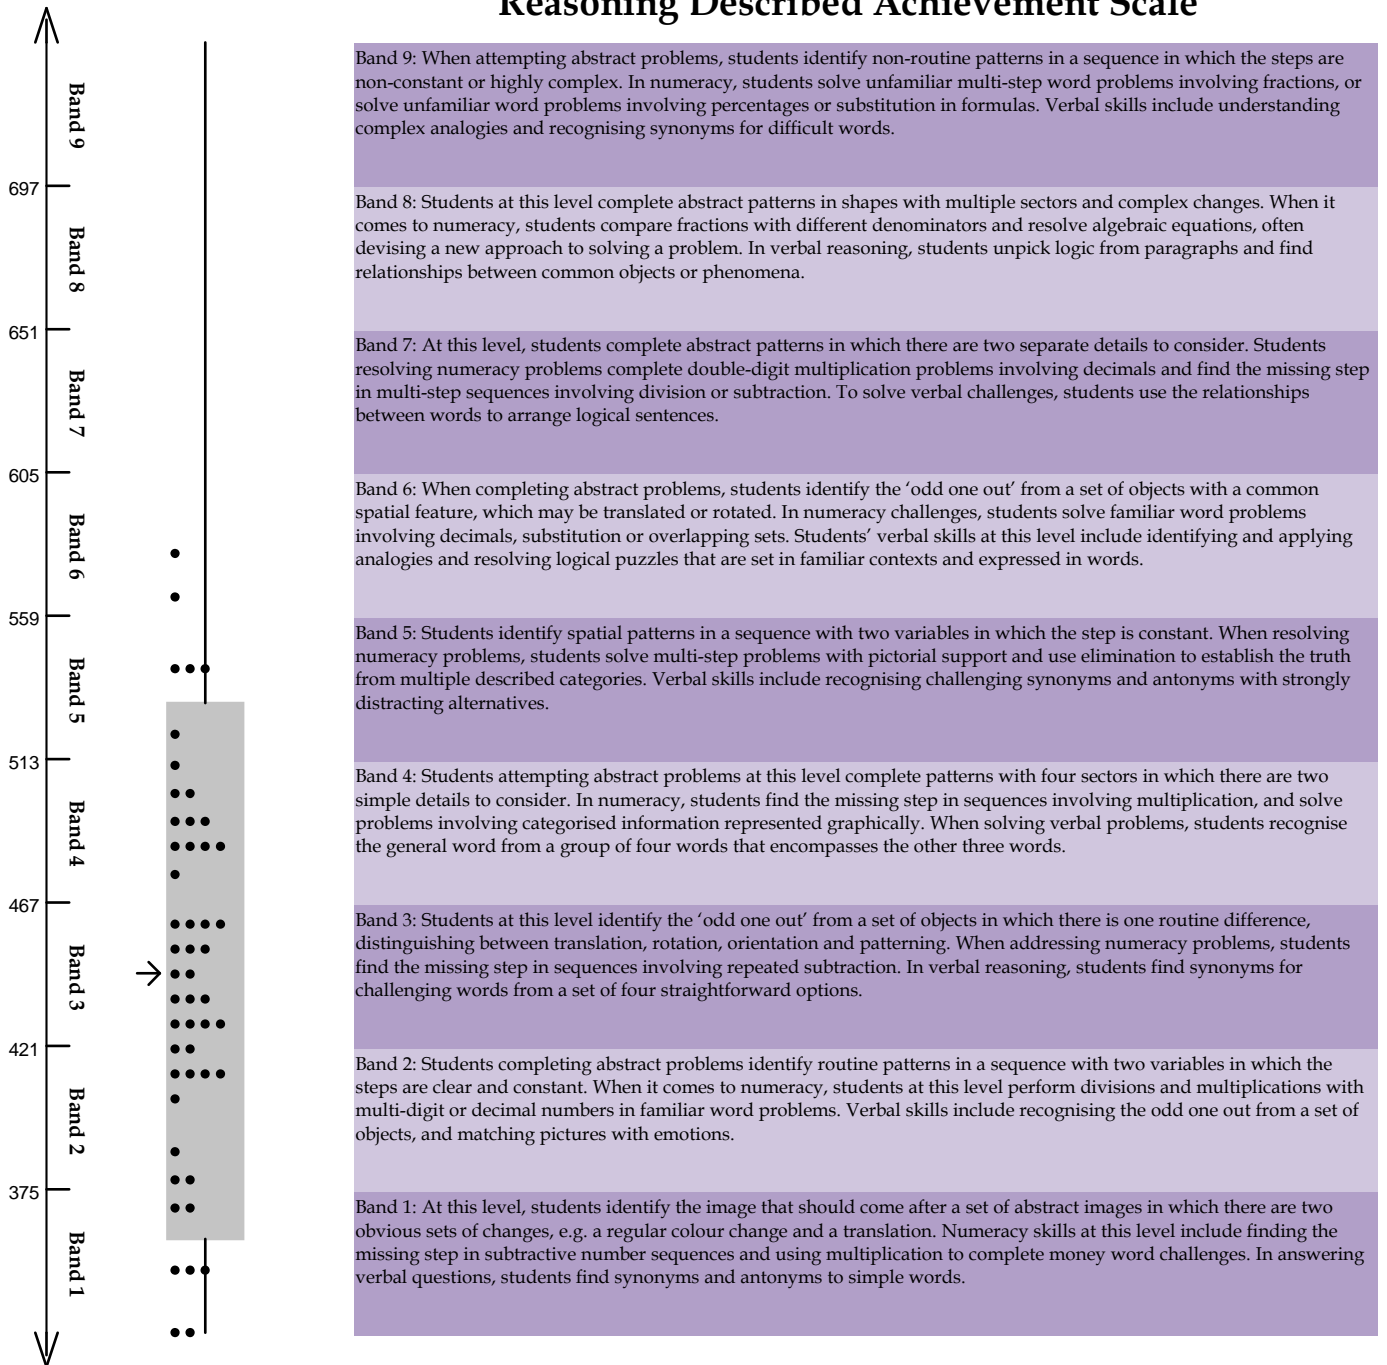 Reasoning Described Achievement Scale
Band 9: When attempting abstract problems, students identify non-routine patterns in a sequence in which the steps are
non-constant or highly complex. In numeracy, students solve unfamiliar multi-step word problems involving fractions, or
solve unfamiliar word problems involving percentages or substitution in formulas. Verbal skills include understanding
complex analogies and recognising synonyms for difficult words.
Band 9
697
Band 8: Students at this level complete abstract patterns in shapes with multiple sectors and complex changes. When it
comes to numeracy, students compare fractions with different denominators and resolve algebraic equations, often
devising a new approach to solving a problem. In verbal reasoning, students unpick logic from paragraphs and find
relationships between common objects or phenomena.
Band 8
651
Band 7: At this level, students complete abstract patterns in which there are two separate details to consider. Students
resolving numeracy problems complete double-digit multiplication problems involving decimals and find the missing step
in multi-step sequences involving division or subtraction. To solve verbal challenges, students use the relationships
between words to arrange logical sentences.
Band 7
605
Band 6: When completing abstract problems, students identify the ‘odd one out’ from a set of objects with a common
spatial feature, which may be translated or rotated. In numeracy challenges, students solve familiar word problems
involving decimals, substitution or overlapping sets. Students’ verbal skills at this level include identifying and applying
analogies and resolving logical puzzles that are set in familiar contexts and expressed in words.
Band 6
559
Band 5: Students identify spatial patterns in a sequence with two variables in which the step is constant. When resolving
numeracy problems, students solve multi-step problems with pictorial support and use elimination to establish the truth
from multiple described categories. Verbal skills include recognising challenging synonyms and antonyms with strongly
distracting alternatives.
Band 5
513
Band 4: Students attempting abstract problems at this level complete patterns with four sectors in which there are two
simple details to consider. In numeracy, students find the missing step in sequences involving multiplication, and solve
problems involving categorised information represented graphically. When solving verbal problems, students recognise
the general word from a group of four words that encompasses the other three words.
Band 4
467
Band 3: Students at this level identify the ‘odd one out’ from a set of objects in which there is one routine difference,
distinguishing between translation, rotation, orientation and patterning. When addressing numeracy problems, students
find the missing step in sequences involving repeated subtraction. In verbal reasoning, students find synonyms for
challenging words from a set of four straightforward options.
Band 3
421
Band 2: Students completing abstract problems identify routine patterns in a sequence with two variables in which the
steps are clear and constant. When it comes to numeracy, students at this level perform divisions and multiplications with
multi-digit or decimal numbers in familiar word problems. Verbal skills include recognising the odd one out from a set of
objects, and matching pictures with emotions.
Band 2
375
Band 1: At this level, students identify the image that should come after a set of abstract images in which there are two
obvious sets of changes, e.g. a regular colour change and a translation. Numeracy skills at this level include finding the
missing step in subtractive number sequences and using multiplication to complete money word challenges. In answering
verbal questions, students find synonyms and antonyms to simple words.
Band 1